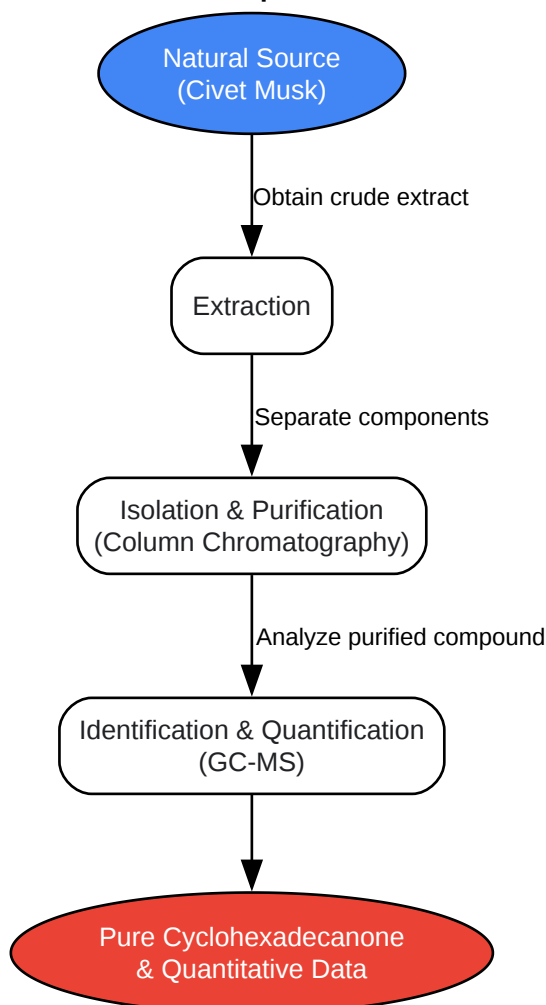 Natural Source
(Civet Musk)
Obtain crude extract
Extraction
Separate components
Isolation & Purification
(Column Chromatography)
Analyze purified compound
Identification & Quantification
(GC-MS)
Pure Cyclohexadecanone
& Quantitative Data